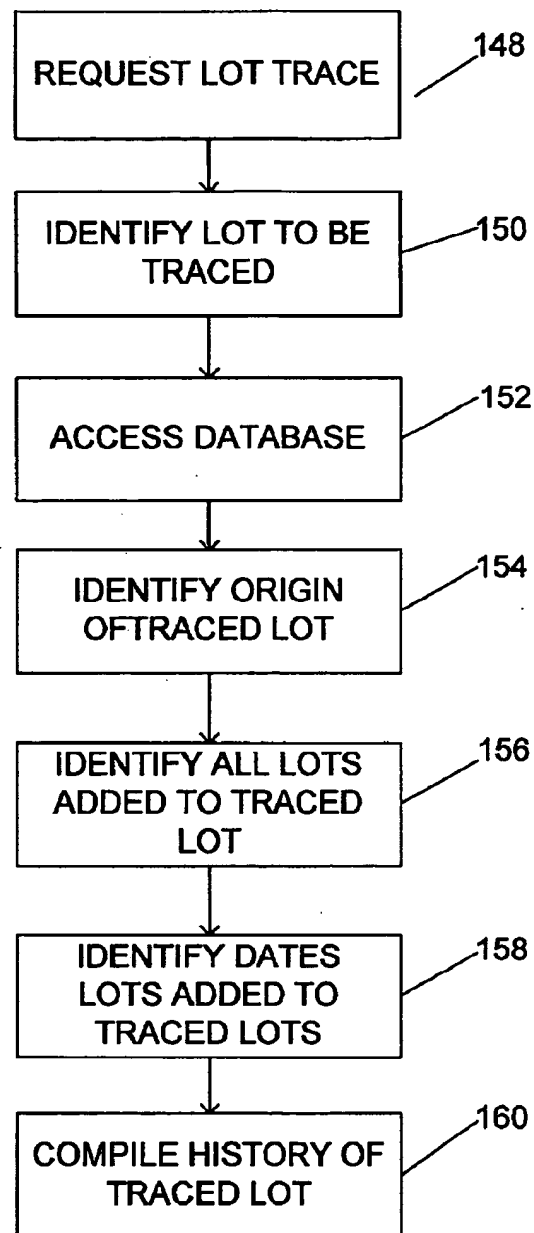 REQUEST LOT TRACE
148
IDENTIFY LOT TO BE
TRACED
150
ACCESS DATABASE
152
IDENTIFY ORIGIN
OFTRACED LOT
154
IDENTIFY ALL LOTS
ADDED TO TRACED
LOT
156
IDENTIFY DATES
LOTS ADDED TO
TRACED LOTS
158
COMPILE HISTORY OF
TRACED LOT
160